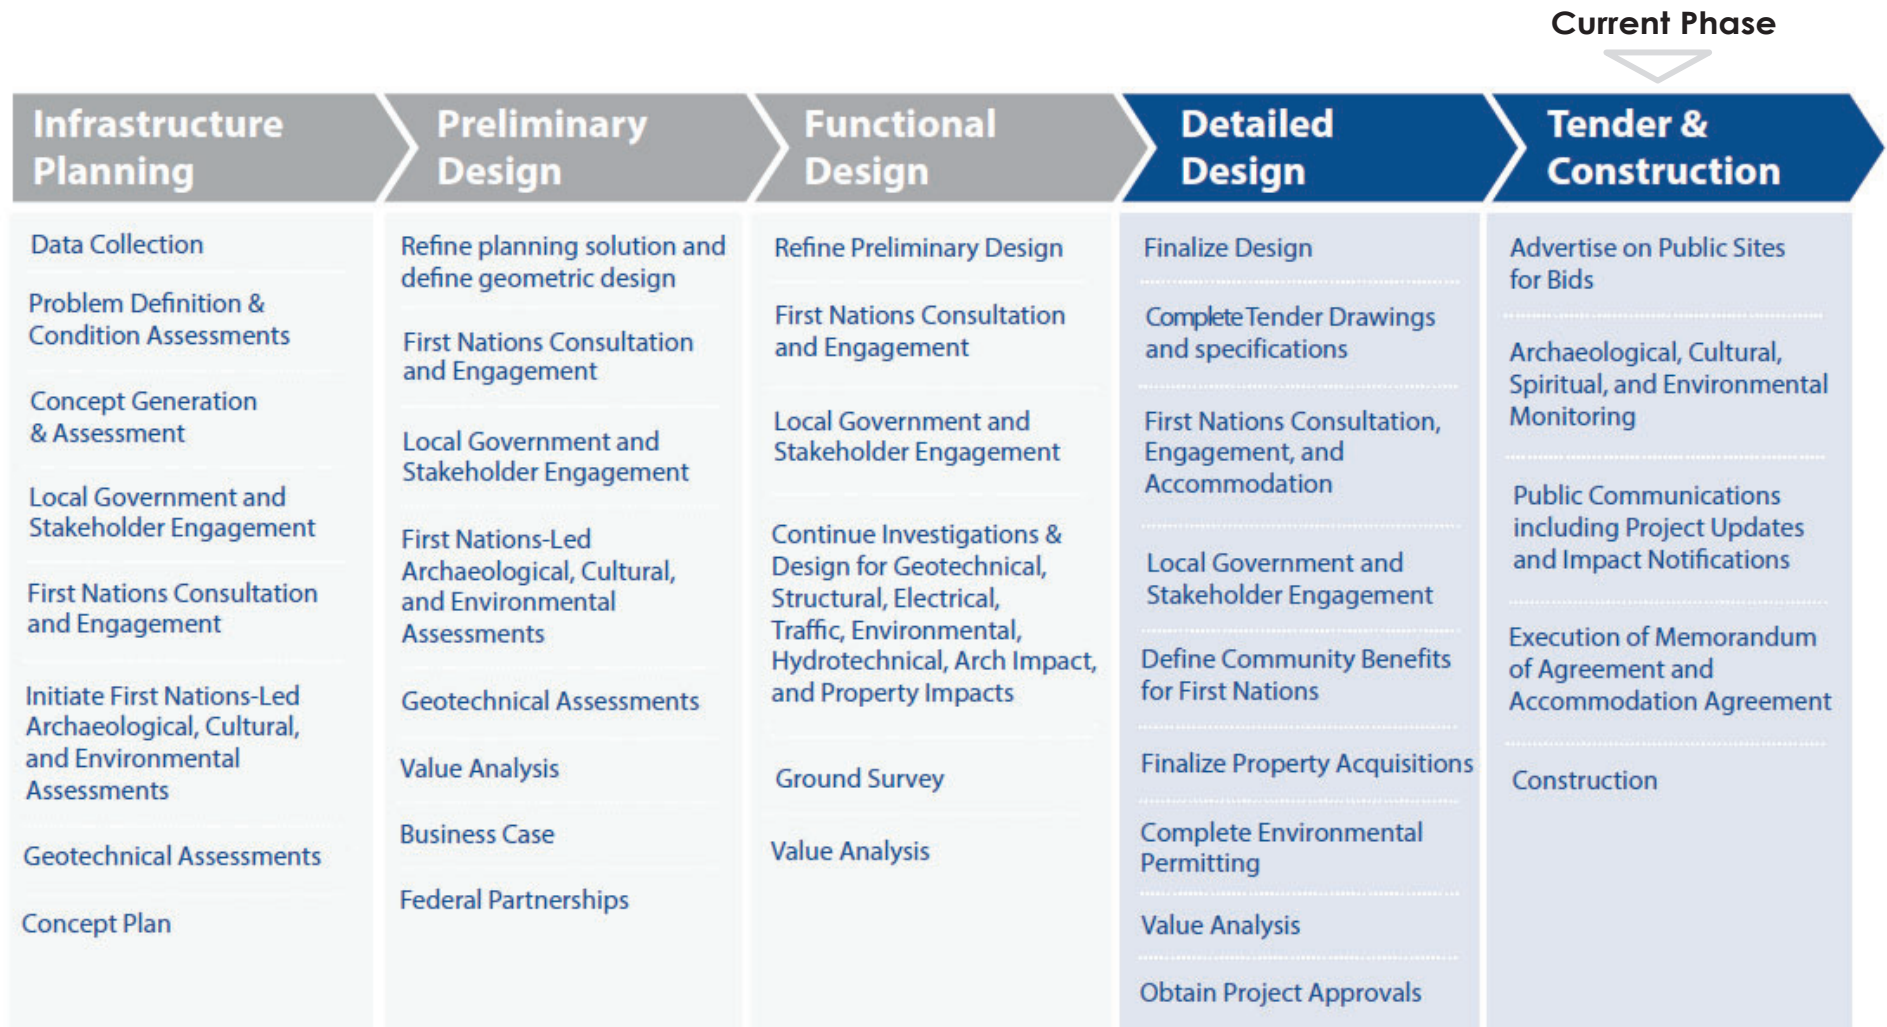 Current Phase
Infrastructure
Planning
Preliminary
Design
Functional
Design
Detailed
Design
Tender &
Construction
Data Collection
Problem Definition &
Condition Assessments
Concept Generation
& Assessment
Local Government and
Stakeholder Engagement
First Nations Consultation
and Engagement
Initiate First Nations-Led
Archaeological, Cultural,
and Environmental
Assessments
Geotechnical Assessments
Concept Plan
Refine planning solution and
define geometric design
First Nations Consultation
and Engagement
Local Government and
Stakeholder Engagement
First Nations-Led
Archaeological, Cultural,
and Environmental
Assessments
Geotechnical Assessments
Value Analysis
Business Case
Federal Partnerships
Refine Preliminary Design
First Nations Consultation
and Engagement
Local Government and
Stakeholder Engagement
Continue Investigations &
Design for Geotechnical,
Structural, Electrical,
Traffic, Environmental,
Hydrotechnical, Arch Impact,
and Property Impacts
Ground Survey
Value Analysis
Finalize Design
Complete Tender Drawings
and specifications
First Nations Consultation,
Engagement, and
Accommodation
Local Government and
Stakeholder Engagement
Define Community Benefits
for First Nations
Finalize Property Acquisitions
Complete Environmental
Permitting
Value Analysis
Obtain Project Approvals
Advertise on Public Sites
for Bids
Archaeological, Cultural,
Spiritual, and Environmental
Monitoring
Public Communications
including Project Updates
and Impact Notifications
Execution of Memorandum
of Agreement and
Accommodation Agreement
Construction